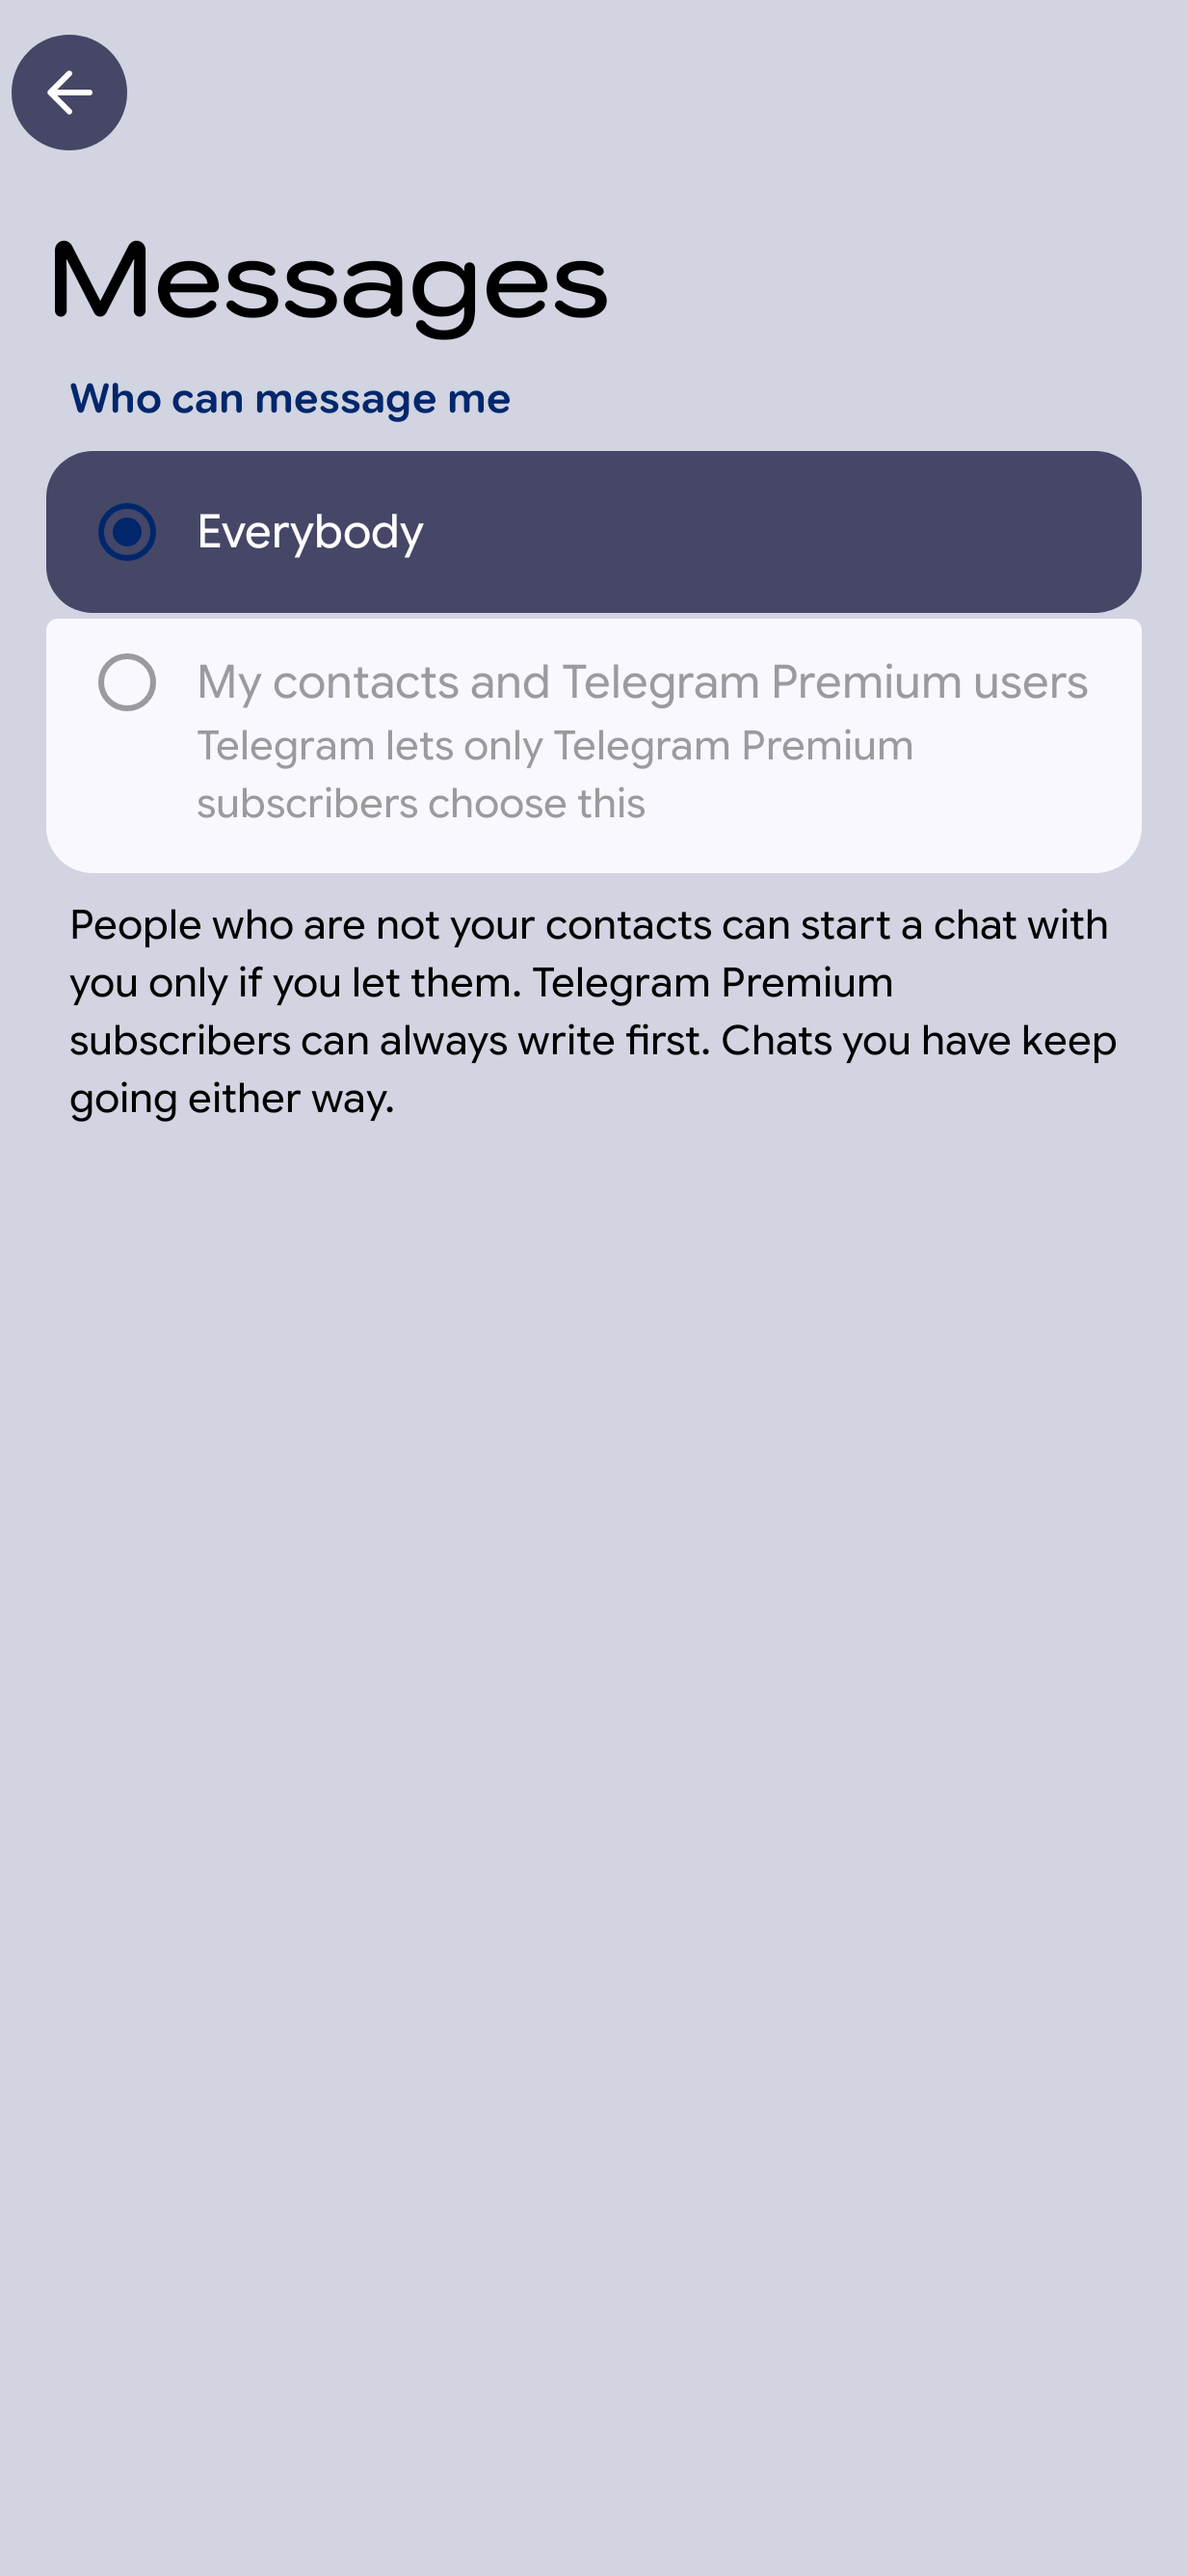 Messages
Who can message me
Everybody
My contacts and Telegram Premium users
Telegram lets only Telegram Premium
subscribers choose this
People who are not your contacts can start a chat with
you only if you let them. Telegram Premium
subscribers can always write first. Chats you have keep
going either way.